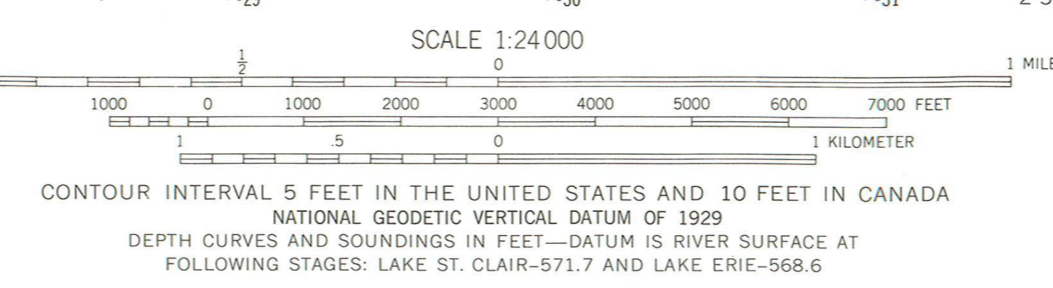 SCALE 1:24 000
1/2 0 1 MILE
1000 0 1000 2000 3000 4000 5000 6000 7000 FEET
1 .5 0 1 KILOMETER
CONTOUR INTERVAL 5 FEET IN THE UNITED STATES AND 10 FEET IN CANADA
NATIONAL GEODETIC VERTICAL DATUM OF 1929
DEPTH CURVES AND SOUNDINGS IN FEET—DATUM IS RIVER SURFACE AT
FOLLOWING STAGES: LAKE ST. CLAIR–571.7 AND LAKE ERIE–568.6